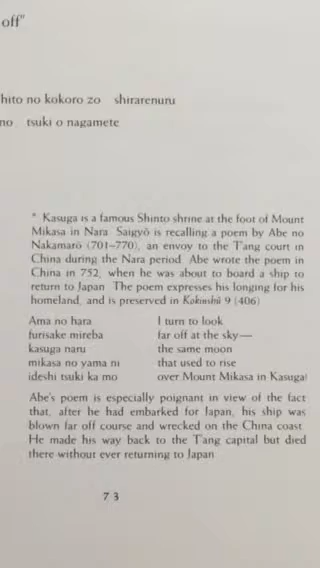 off"
hito no kokoro zo shirarenuru
no tsuki o nagamete
* Kasuga is a famous Shinto shrine at the foot of Mount
Mikasa in Nara. Saigyō is recalling a poem by Abe no
Nakamaro (701–770), an envoy to the T'ang court in
China during the Nara period. Abe wrote the poem in
China in 752, when he was about to board a ship to
return to Japan. The poem expresses his longing for his
homeland, and is preserved in Kokinshū 9 (406)
Ama no hara I turn to look
furisake mireba far off at the sky—
kasuga naru the same moon
mikasa no yama ni that used to rise
ideshi tsuki ka mo over Mount Mikasa in Kasuga!
Abe's poem is especially poignant in view of the fact
that, after he had embarked for Japan, his ship was
blown far off course and wrecked on the China coast.
He made his way back to the T'ang capital but died
there without ever returning to Japan
73